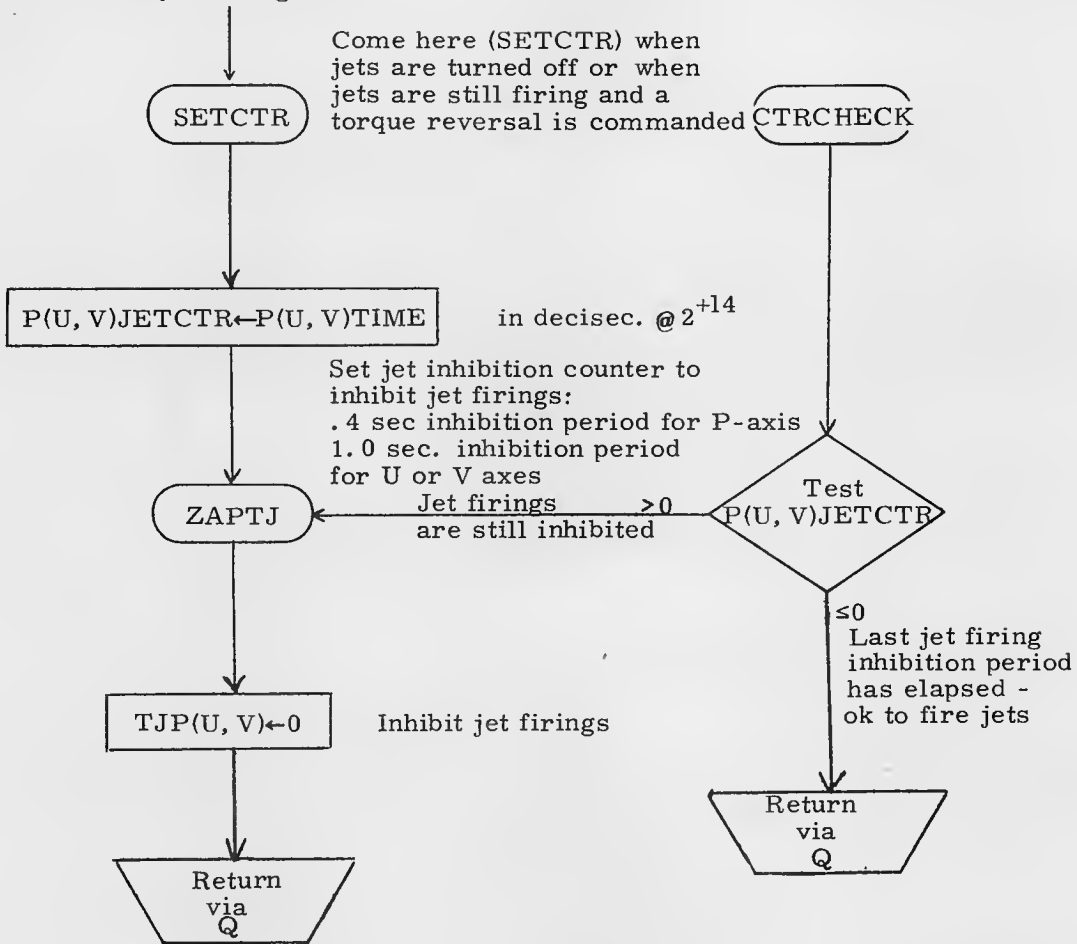 Come here (SETCTR) when
jets are turned off or when
jets are still firing and a
torque reversal is commanded
SETCTR
CTRCHECK
P(U, V)JETCTR←P(U, V)TIME
in decisec. @ 2+14
Set jet inhibition counter to
inhibit jet firings:
.4 sec inhibition period for P-axis
1.0 sec. inhibition period
for U or V axes
ZAPTJ
Jet firings >0
are still inhibited
Test
P(U, V)JETCTR
≤0
Last jet firing
inhibition period
has elapsed -
ok to fire jets
TJP(U, V)←0
Inhibit jet firings
Return
via
Q
Return
via
Q